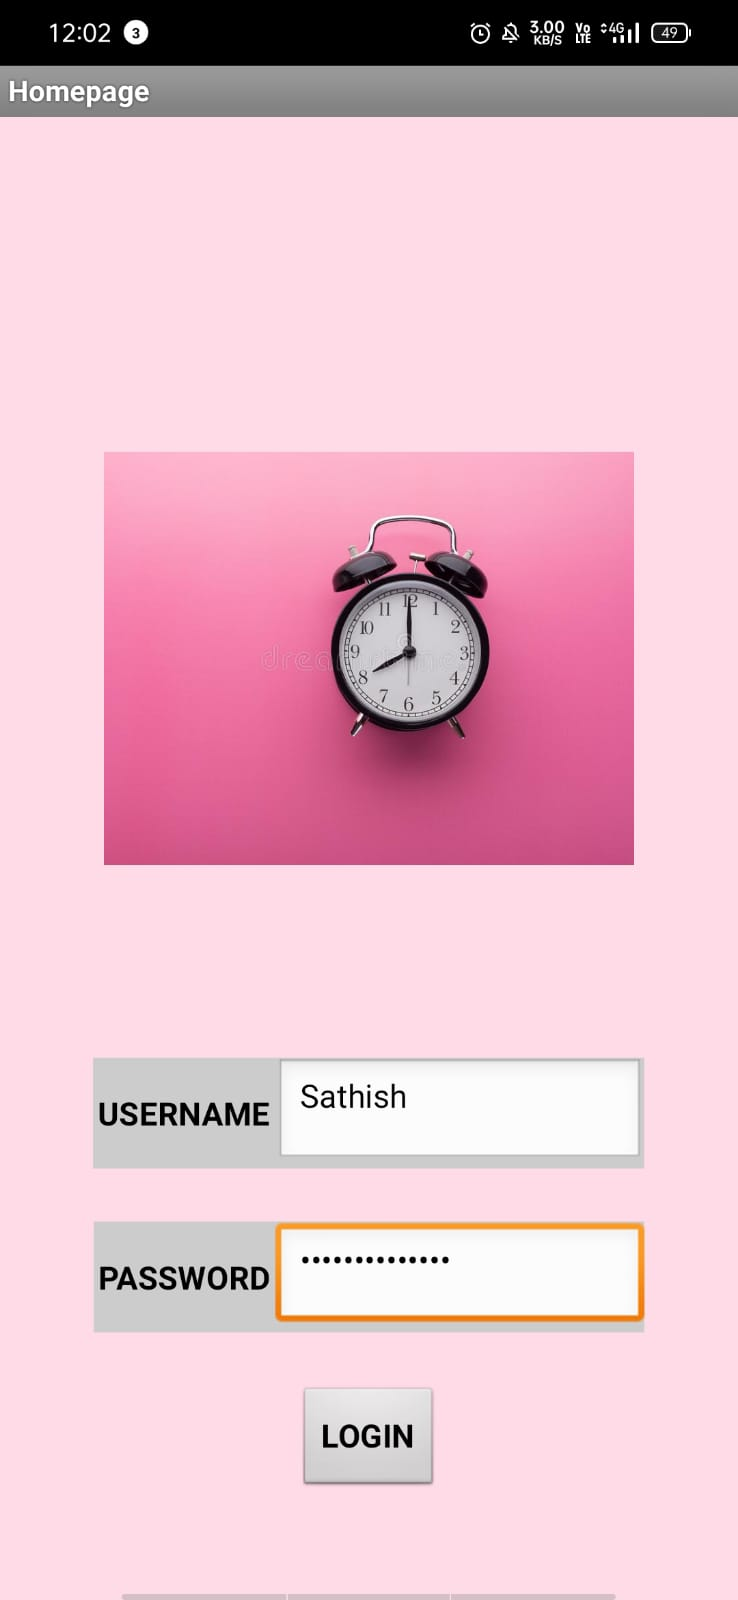 12:02 3 3.00 KB/S Vo LTE 4G 49
Homepage
12
11 1
10 2
9 3
8 4
7 5
6
USERNAME Sathish
PASSWORD ••••••••••••••
LOGIN